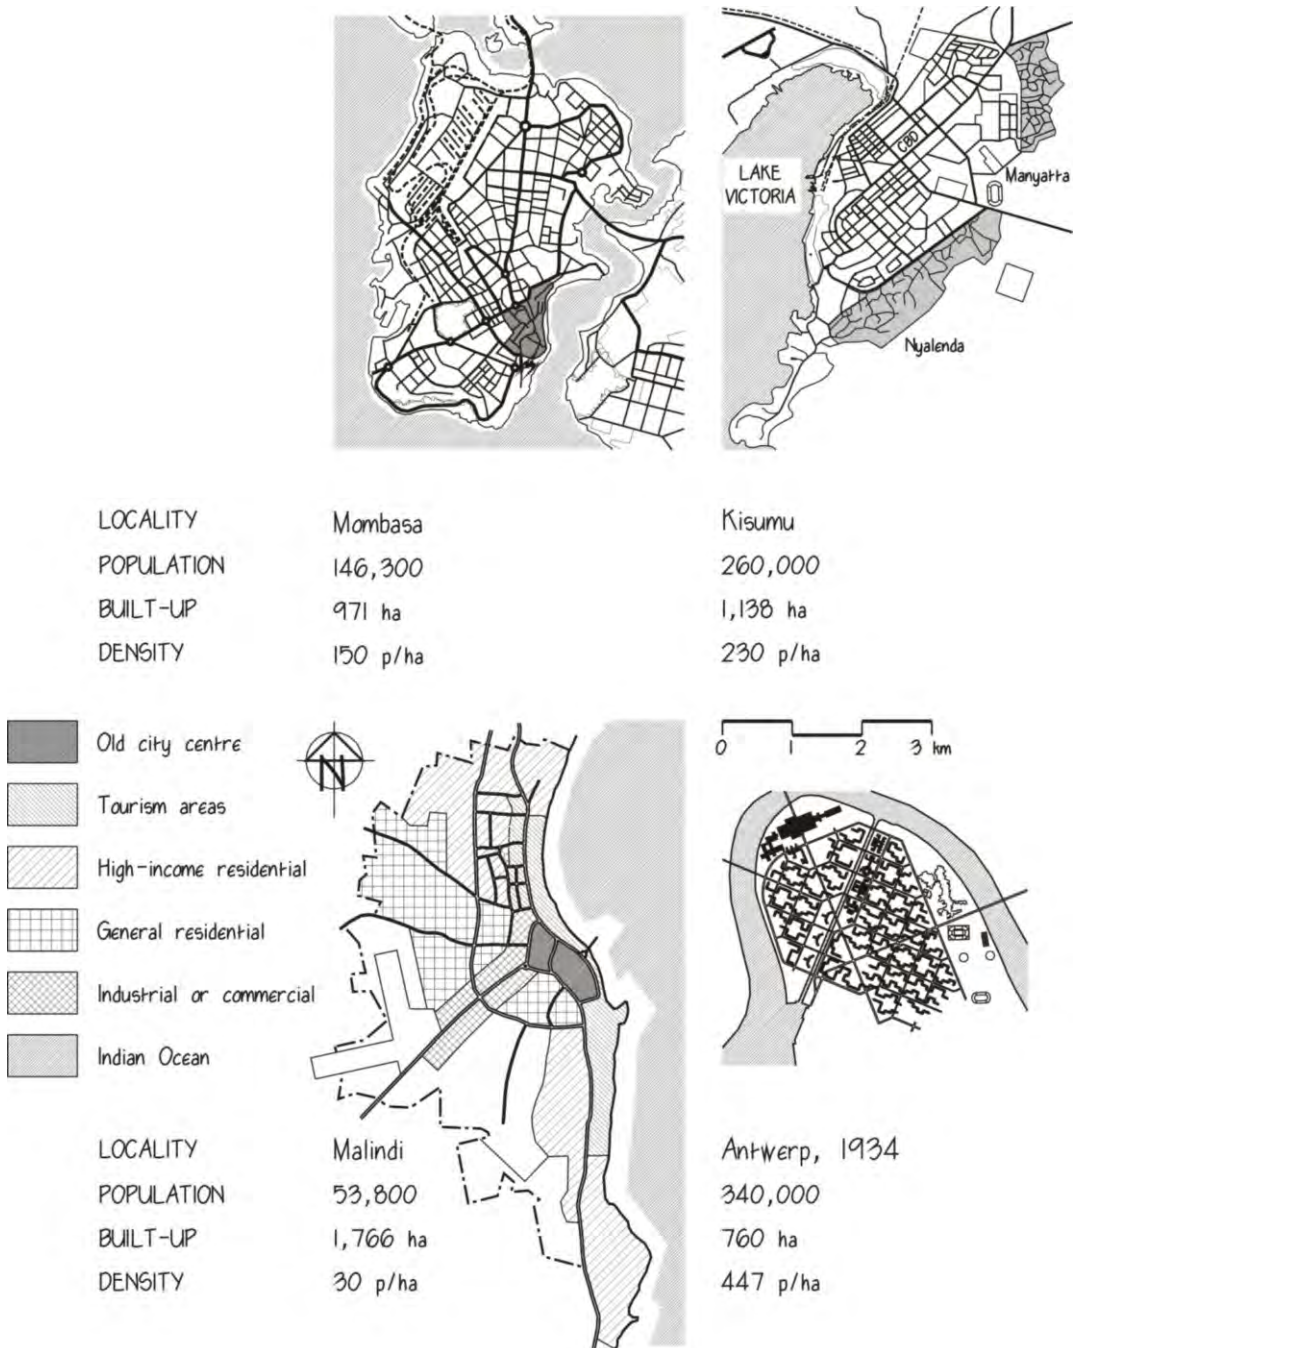 LAKE
VICTORIA
CBD
Manyatta
Nyalenda
LOCALITY Mombasa Kisumu
POPULATION 146,300 260,000
BUILT-UP 971 ha 1,138 ha
DENSITY 150 p/ha 230 p/ha
Old city centre
Tourism areas
High-income residential
General residential
Industrial or commercial
Indian Ocean
N
0 1 2 3 km
LOCALITY Malindi Antwerp, 1934
POPULATION 53,800 340,000
BUILT-UP 1,766 ha 760 ha
DENSITY 30 p/ha 447 p/ha